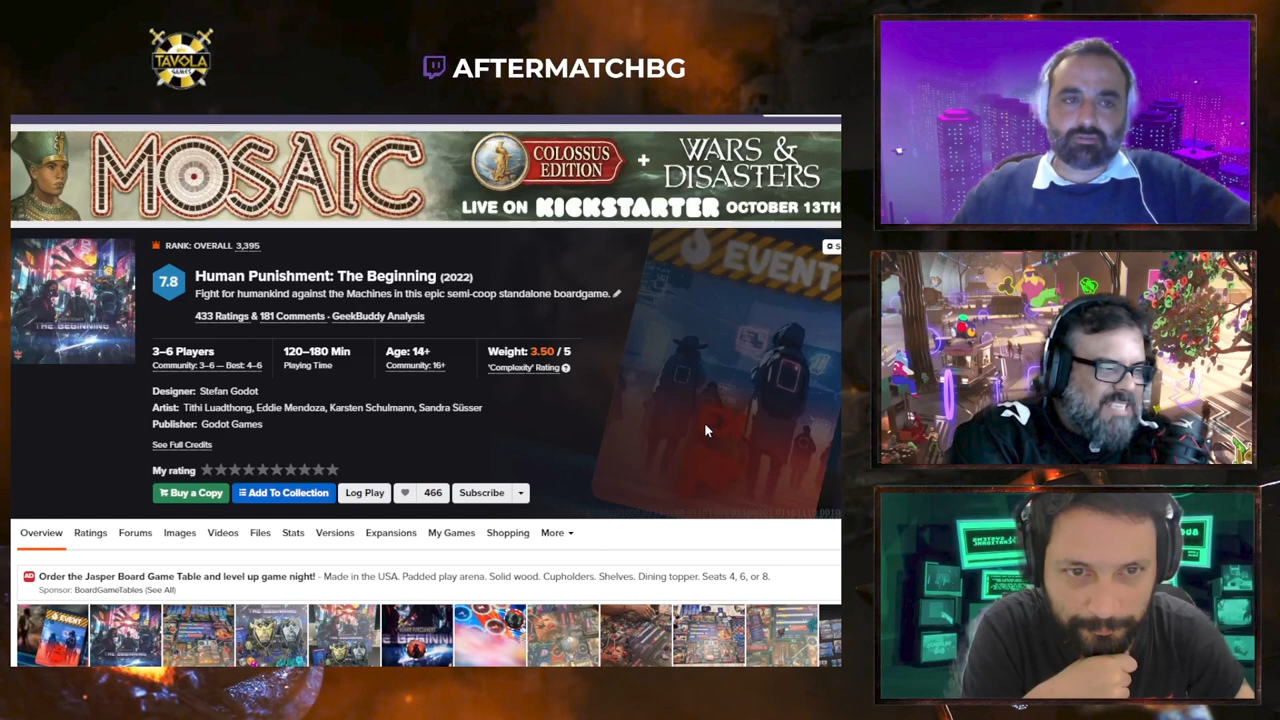 TAVOLA
GAMES
AFTERMATCHBG
MOSAIC
COLOSSUS
EDITION
+
WARS &
DISASTERS
LIVE ON KICKSTARTER OCTOBER 13TH
RANK: OVERALL 3,395
7.8
Human Punishment: The Beginning (2022)
Fight for humankind against the Machines in this epic semi-coop standalone boardgame.
433 Ratings & 181 Comments · GeekBuddy Analysis
3–6 Players
Community: 3–6 — Best: 4–6
120–180 Min
Playing Time
Age: 14+
Community: 16+
Weight: 3.50 / 5
'Complexity' Rating
Designer: Stefan Godot
Artist: Tithi Luadthong, Eddie Mendoza, Karsten Schulmann, Sandra Süsser
Publisher: Godot Games
See Full Credits
My rating
Buy a Copy
Add To Collection
Log Play
466
Subscribe
EVENT
THE BEGINNING
Overview Ratings Forums Images Videos Files Stats Versions Expansions My Games Shopping More
AD Order the Jasper Board Game Table and level up game night! - Made in the USA. Padded play arena. Solid wood. Cupholders. Shelves. Dining topper. Seats 4, 6, or 8.
Sponsor: BoardGameTables (See All)
EVENT